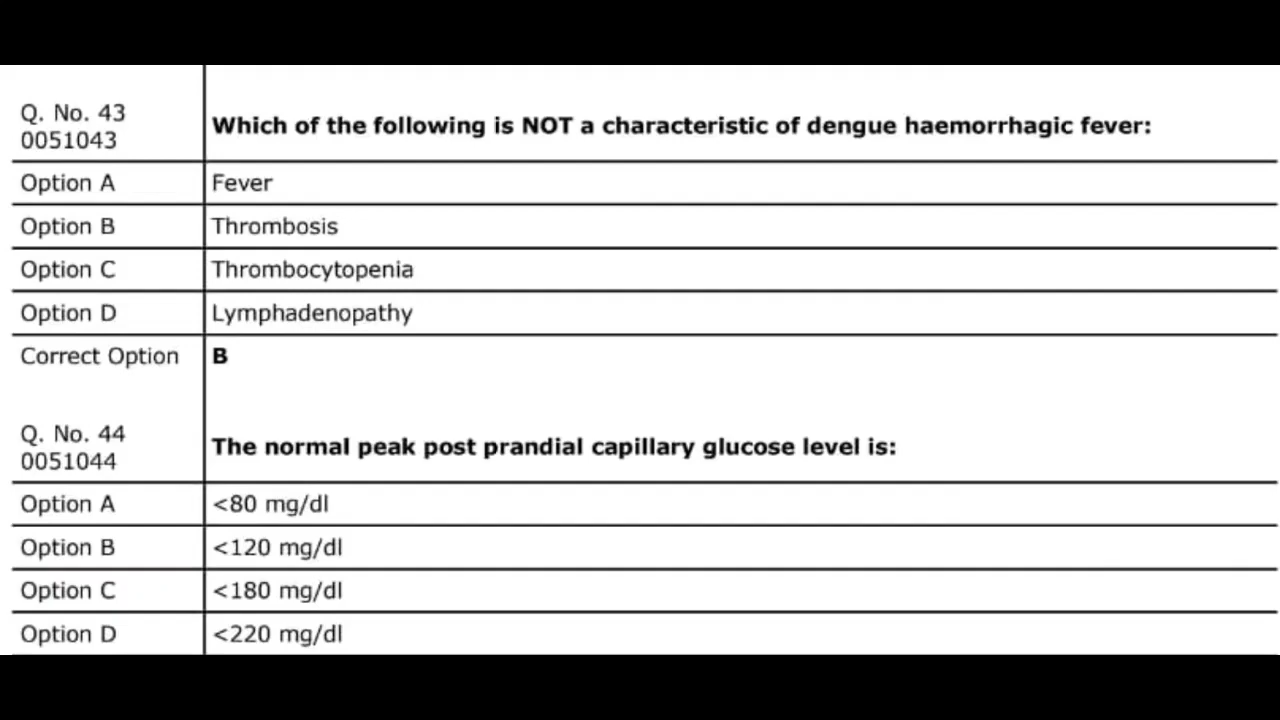 Q. No. 43
0051043
Which of the following is NOT a characteristic of dengue haemorrhagic fever:
Option A Fever
Option B Thrombosis
Option C Thrombocytopenia
Option D Lymphadenopathy
Correct Option B
Q. No. 44
0051044
The normal peak post prandial capillary glucose level is:
Option A <80 mg/dl
Option B <120 mg/dl
Option C <180 mg/dl
Option D <220 mg/dl